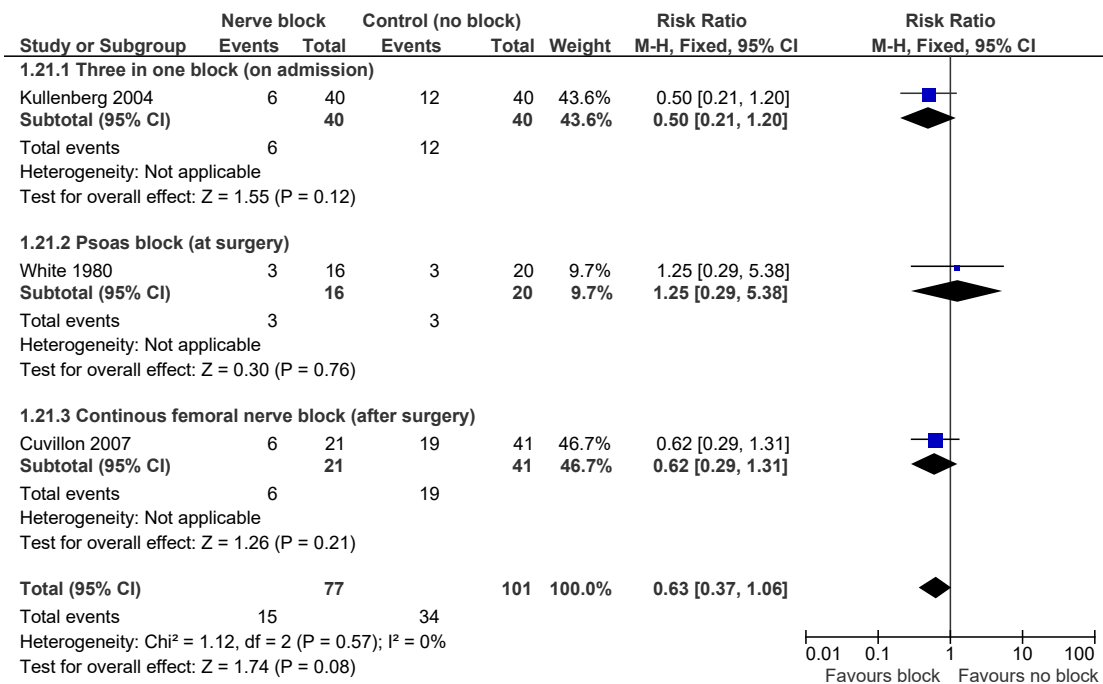 Nerve block Control (no block) Risk Ratio Risk Ratio
Study or Subgroup Events Total Events Total Weight M-H, Fixed, 95% CI M-H, Fixed, 95% CI
1.21.1 Three in one block (on admission)
Kullenberg 2004 6 40 12 40 43.6% 0.50 [0.21, 1.20]
Subtotal (95% CI) 40 40 43.6% 0.50 [0.21, 1.20]
Total events 6 12
Heterogeneity: Not applicable
Test for overall effect: Z = 1.55 (P = 0.12)
1.21.2 Psoas block (at surgery)
White 1980 3 16 3 20 9.7% 1.25 [0.29, 5.38]
Subtotal (95% CI) 16 20 9.7% 1.25 [0.29, 5.38]
Total events 3 3
Heterogeneity: Not applicable
Test for overall effect: Z = 0.30 (P = 0.76)
1.21.3 Continous femoral nerve block (after surgery)
Cuvillon 2007 6 21 19 41 46.7% 0.62 [0.29, 1.31]
Subtotal (95% CI) 21 41 46.7% 0.62 [0.29, 1.31]
Total events 6 19
Heterogeneity: Not applicable
Test for overall effect: Z = 1.26 (P = 0.21)
Total (95% CI) 77 101 100.0% 0.63 [0.37, 1.06]
Total events 15 34
Heterogeneity: Chi² = 1.12, df = 2 (P = 0.57); I² = 0%
Test for overall effect: Z = 1.74 (P = 0.08)
0.01 0.1 1 10 100
Favours block Favours no block